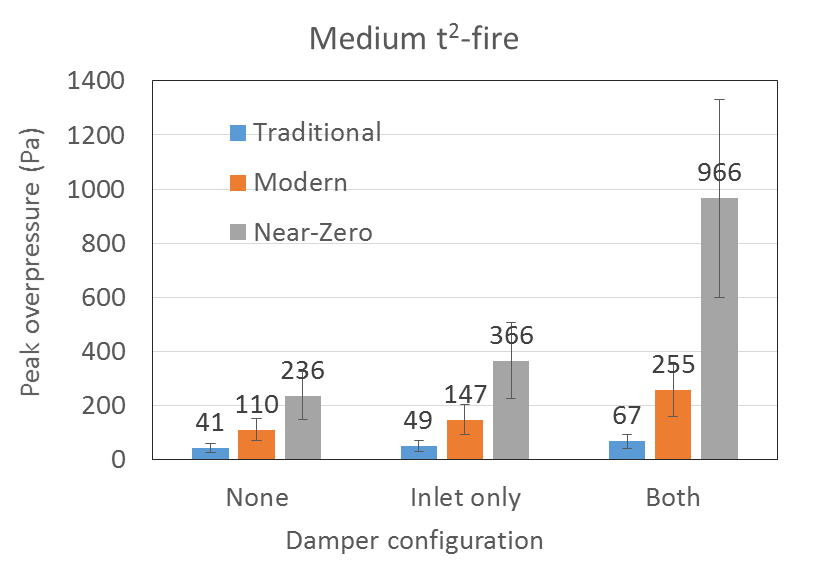 Medium t²-fire
1400
1200
1000
800
600
400
200
0
Peak overpressure (Pa)
Traditional
Modern
Near-Zero
41
110
236
49
147
366
67
255
966
None
Inlet only
Both
Damper configuration